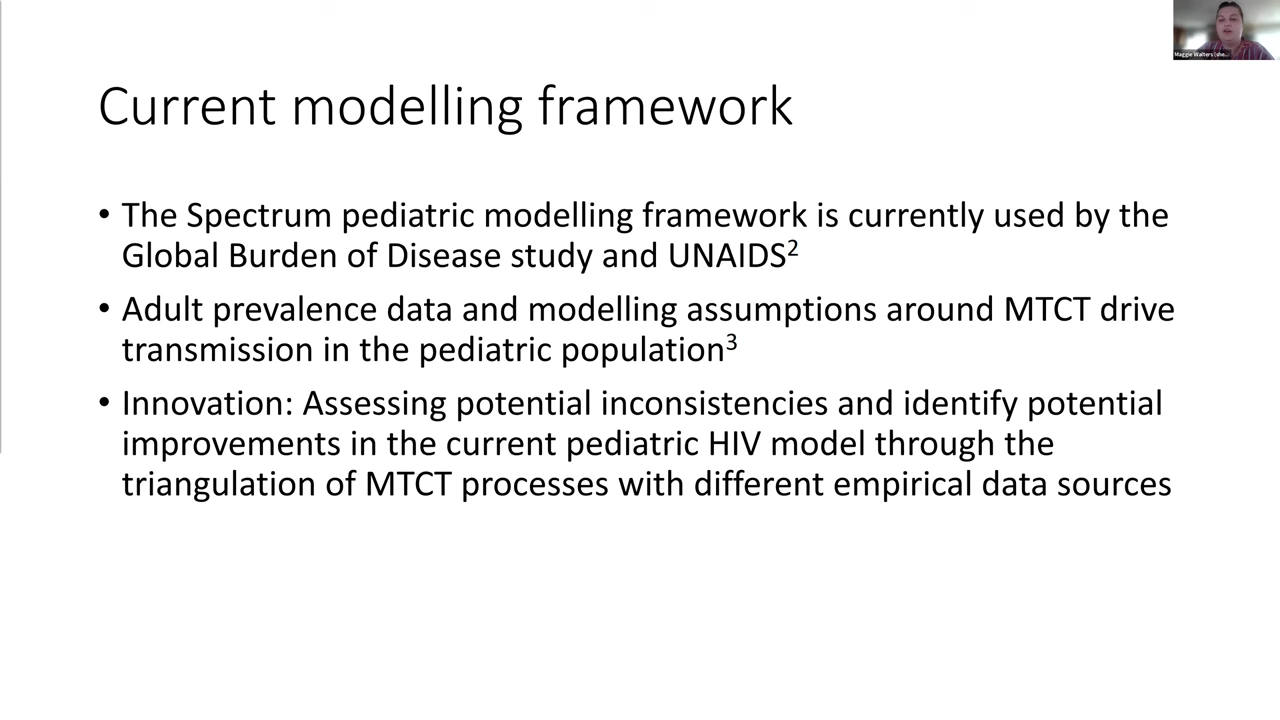 Maggie Walters (she...
Current modelling framework
• The Spectrum pediatric modelling framework is currently used by the
Global Burden of Disease study and UNAIDS²
• Adult prevalence data and modelling assumptions around MTCT drive
transmission in the pediatric population³
• Innovation: Assessing potential inconsistencies and identify potential
improvements in the current pediatric HIV model through the
triangulation of MTCT processes with different empirical data sources